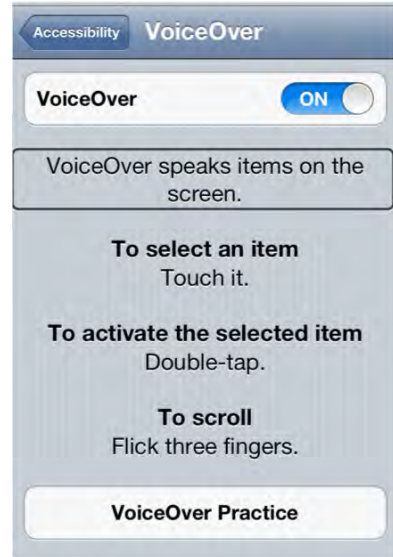 Accessibility VoiceOver
VoiceOver ON
VoiceOver speaks items on the
screen.
To select an item
Touch it.
To activate the selected item
Double-tap.
To scroll
Flick three fingers.
VoiceOver Practice